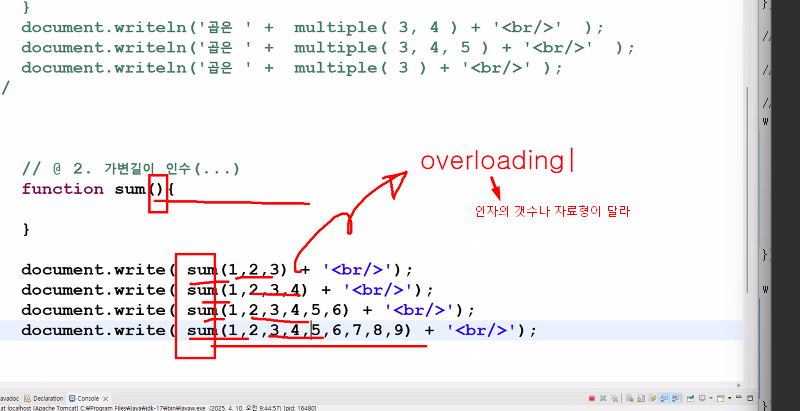 }
document.writeln('곱은 ' +  multiple( 3, 4 ) + '<br/>'  );
document.writeln('곱은 ' +  multiple( 3, 4, 5 ) + '<br/>'  );
document.writeln('곱은 ' +  multiple( 3 ) + '<br/>' );
/
// @ 2. 가변길이 인수(...)
function sum(){
}
overloading
인자의 갯수나 자료형이 달라
document.write( sum(1,2,3) + '<br/>');
document.write( sum(1,2,3,4) + '<br/>');
document.write( sum(1,2,3,4,5,6) + '<br/>');
document.write( sum(1,2,3,4,5,6,7,8,9) + '<br/>');
}
//
//
//
w
})
w
})
avadoc Declaration Console ×
at localhost [Apache Tomcat] C:₩Program Files₩Java₩jdk-17₩bin₩javaw.exe  (2025. 4. 10. 오전 9:44:57) [pid: 16480]